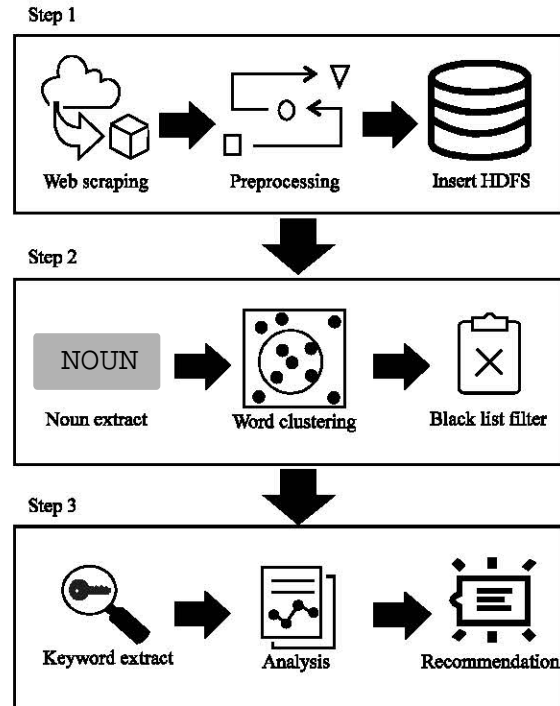 Step 1
Web scraping
Preprocessing
Insert HDFS
Step 2
NOUN
Noun extract
Word clustering
Black list filter
Step 3
Keyword extract
Analysis
Recommendation